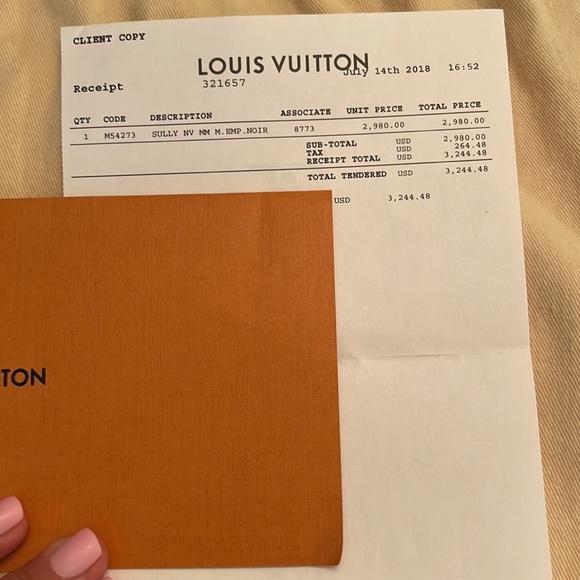 CLIENT COPY
LOUIS VUITTON
July 14th 2018 16:52
Receipt 321657
QTY CODE DESCRIPTION ASSOCIATE UNIT PRICE TOTAL PRICE
1 M54273 SULLY NV MM M.EMP.NOIR 8773 2,980.00 2,980.00
SUB-TOTAL USD 2,980.00
TAX USD 264.48
RECEIPT TOTAL USD 3,244.48
TOTAL TENDERED USD 3,244.48
USD 3,244.48
TTON